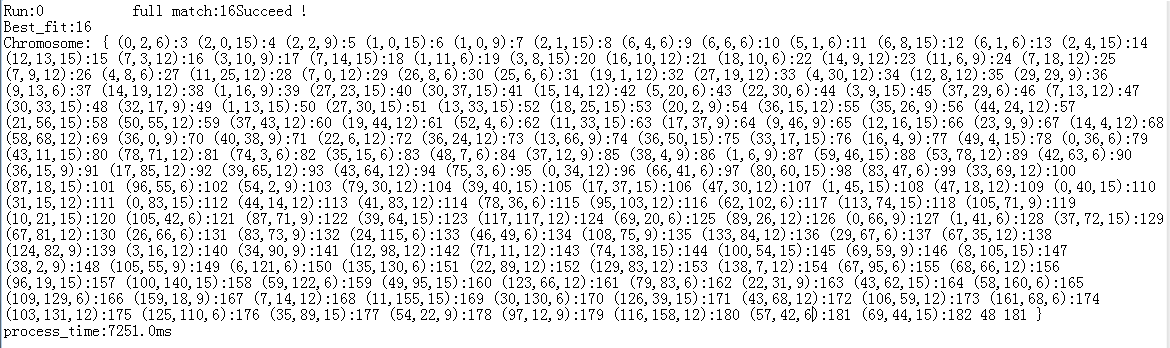 Run:0 full match:16Succeed !
Best_fit:16
Chromosome: { (0,2,6):3 (2,0,15):4 (2,2,9):5 (1,0,15):6 (1,0,9):7 (2,1,15):8 (6,4,6):9 (6,6,6):10 (5,1,6):11 (6,8,15):12 (6,1,6):13 (2,4,15):14
(12,13,15):15 (7,3,12):16 (3,10,9):17 (7,14,15):18 (1,11,6):19 (3,8,15):20 (16,10,12):21 (18,10,6):22 (14,9,12):23 (11,6,9):24 (7,18,12):25
(7,9,12):26 (4,8,6):27 (11,25,12):28 (7,0,12):29 (26,8,6):30 (25,6,6):31 (19,1,12):32 (27,19,12):33 (4,30,12):34 (12,8,12):35 (29,29,9):36
(9,13,6):37 (14,19,12):38 (1,16,9):39 (27,23,15):40 (30,37,15):41 (15,14,12):42 (5,20,6):43 (22,30,6):44 (3,9,15):45 (37,29,6):46 (7,13,12):47
(30,33,15):48 (32,17,9):49 (1,13,15):50 (27,30,15):51 (13,33,15):52 (18,25,15):53 (20,2,9):54 (36,15,12):55 (35,26,9):56 (44,24,12):57
(21,56,15):58 (50,55,12):59 (37,43,12):60 (19,44,12):61 (52,4,6):62 (11,33,15):63 (17,37,9):64 (9,46,9):65 (12,16,15):66 (23,9,9):67 (14,4,12):68
(58,68,12):69 (36,0,9):70 (40,38,9):71 (22,6,12):72 (36,24,12):73 (13,66,9):74 (36,50,15):75 (33,17,15):76 (16,4,9):77 (49,4,15):78 (0,36,6):79
(43,11,15):80 (78,71,12):81 (74,3,6):82 (35,15,6):83 (48,7,6):84 (37,12,9):85 (38,4,9):86 (1,6,9):87 (59,46,15):88 (53,78,12):89 (42,63,6):90
(36,15,9):91 (17,85,12):92 (39,65,12):93 (43,64,12):94 (75,3,6):95 (0,34,12):96 (66,41,6):97 (80,60,15):98 (83,47,6):99 (33,69,12):100
(87,18,15):101 (96,55,6):102 (54,2,9):103 (79,30,12):104 (39,40,15):105 (17,37,15):106 (47,30,12):107 (1,45,15):108 (47,18,12):109 (0,40,15):110
(31,15,12):111 (0,83,15):112 (44,14,12):113 (41,83,12):114 (78,36,6):115 (95,103,12):116 (62,102,6):117 (113,74,15):118 (105,71,9):119
(10,21,15):120 (105,42,6):121 (87,71,9):122 (39,64,15):123 (117,117,12):124 (69,20,6):125 (89,26,12):126 (0,66,9):127 (1,41,6):128 (37,72,15):129
(67,81,12):130 (26,66,6):131 (83,73,9):132 (24,115,6):133 (46,49,6):134 (108,75,9):135 (133,84,12):136 (29,67,6):137 (67,35,12):138
(124,82,9):139 (3,16,12):140 (34,90,9):141 (12,98,12):142 (71,11,12):143 (74,138,15):144 (100,54,15):145 (69,59,9):146 (8,105,15):147
(38,2,9):148 (105,55,9):149 (6,121,6):150 (135,130,6):151 (22,89,12):152 (129,83,12):153 (138,7,12):154 (67,95,6):155 (68,66,12):156
(96,19,15):157 (100,140,15):158 (59,122,6):159 (49,95,15):160 (123,66,12):161 (79,83,6):162 (22,31,9):163 (43,62,15):164 (58,160,6):165
(109,129,6):166 (159,18,9):167 (7,14,12):168 (11,155,15):169 (30,130,6):170 (126,39,15):171 (43,68,12):172 (106,59,12):173 (161,68,6):174
(103,131,12):175 (125,110,6):176 (35,89,15):177 (54,22,9):178 (97,12,9):179 (116,158,12):180 (57,42,6):181 (69,44,15):182 48 181 }
process_time:7251.0ms